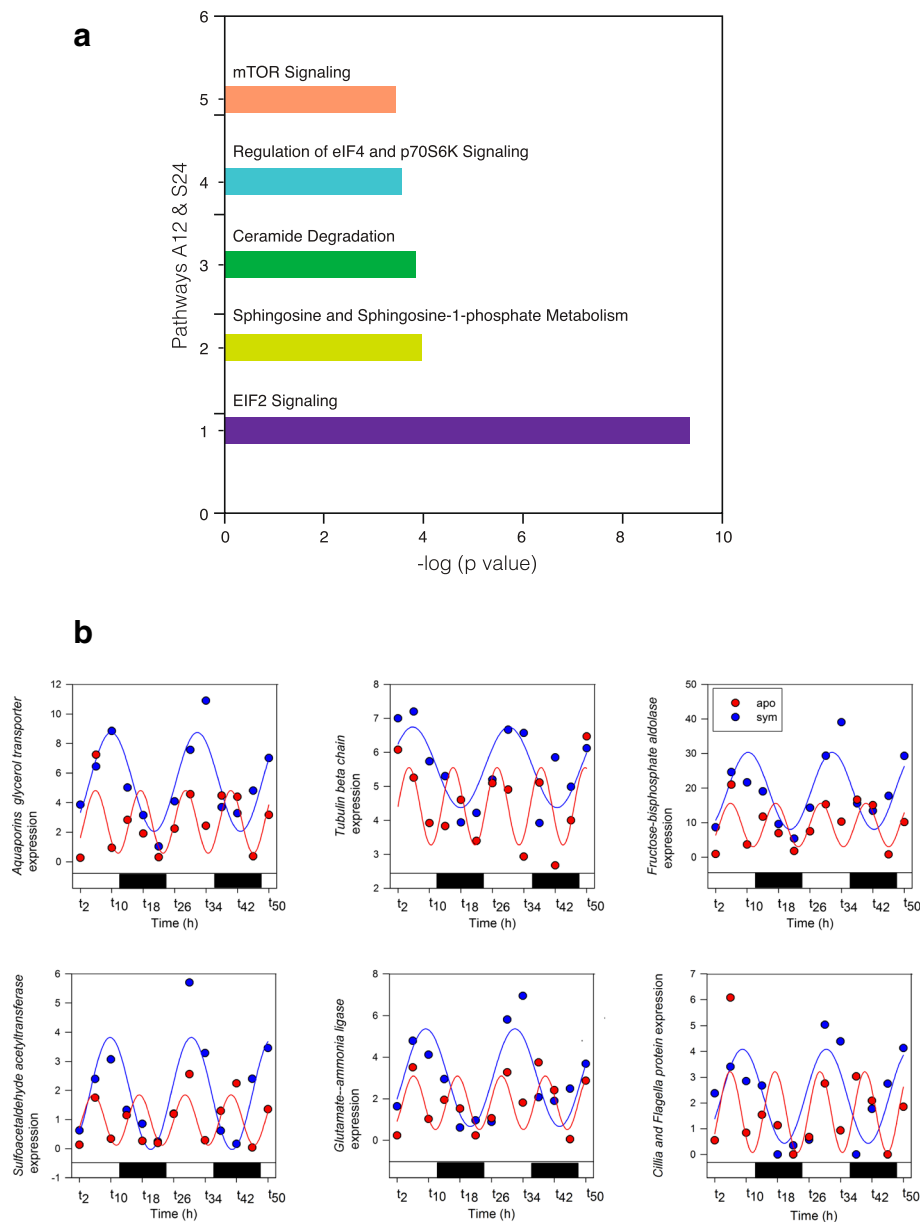 a
6
mTOR Signaling
5
Regulation of eIF4 and p70S6K Signaling
4
Ceramide Degradation
3
Sphingosine and Sphingosine-1-phosphate Metabolism
2
EIF2 Signaling
1
0
Pathways A12 & S24
0 2 4 6 8 10
-log (p value)
b
Aquaporins glycerol transporter
expression
12
10
8
6
4
2
0
t2 t10 t18 t26 t34 t42 t50
Time (h)
Tubulin beta chain
expression
8
7
6
5
4
3
2
t2 t10 t18 t26 t34 t42 t50
Time (h)
Fructose-bisphosphate aldolase
expression
50
40
30
20
10
0
apo
sym
t2 t10 t18 t26 t34 t42 t50
Time (h)
Sulfoacetaldehyde acetyltransferase
expression
6
5
4
3
2
1
0
-1
t2 t10 t18 t26 t34 t42 t50
Time (h)
Glutamate--ammonia ligase
expression
8
6
4
2
0
t2 t10 t18 t26 t34 t42 t50
Time (h)
Cillia and Flagella protein expression
7
6
5
4
3
2
1
0
t2 t10 t18 t26 t34 t42 t50
Time (h)